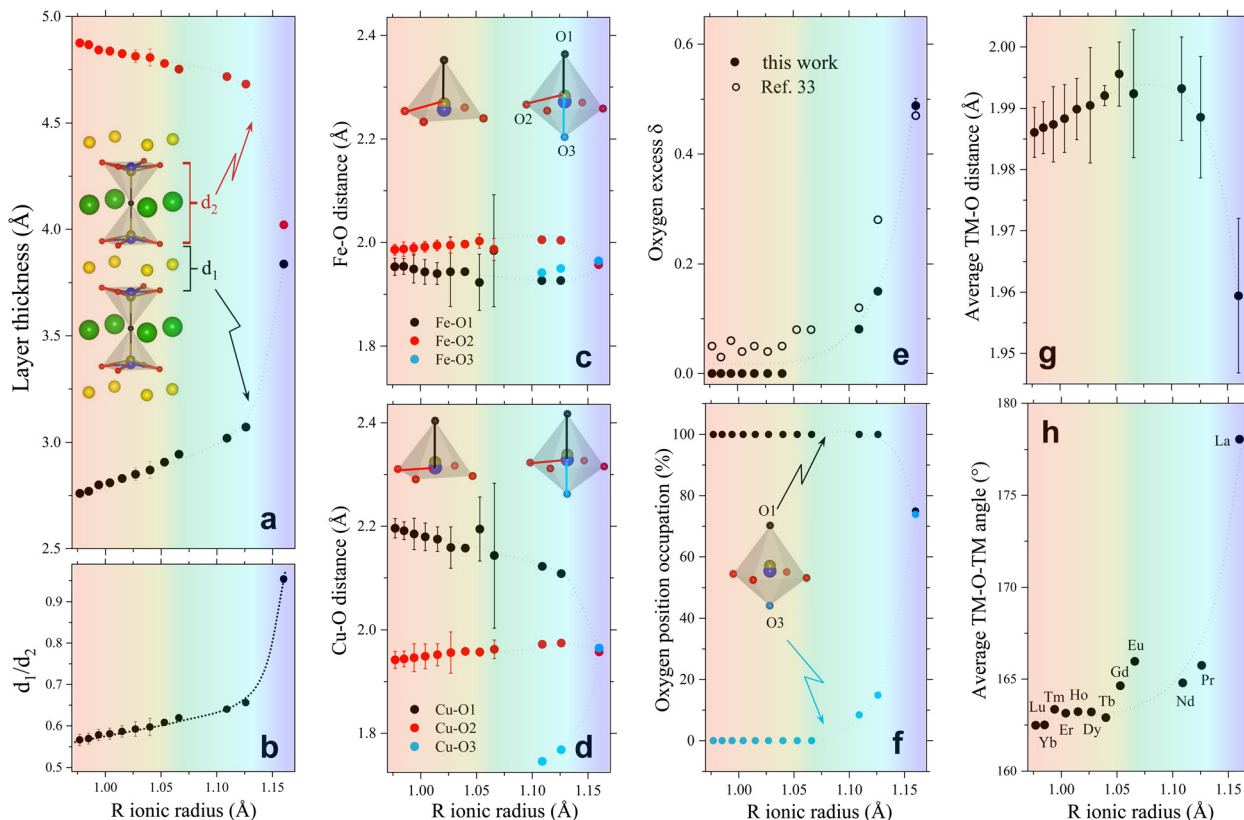 5.0
4.5
4.0
3.5
3.0
2.5
Layer thickness (Å)
d2
d1
a
0.9
0.8
0.7
0.6
0.5
d1/d2
b
1.00
1.05
1.10
1.15
R ionic radius (Å)
2.4
2.2
2.0
1.8
Fe-O distance (Å)
O1
O2
O3
Fe-O1
Fe-O2
Fe-O3
c
2.4
2.2
2.0
1.8
Cu-O distance (Å)
Cu-O1
Cu-O2
Cu-O3
d
1.00
1.05
1.10
1.15
R ionic radius (Å)
0.6
0.3
0.0
Oxygen excess δ
this work
Ref. 33
e
100
80
60
40
20
0
Oxygen position occupation (%)
O1
O3
f
1.00
1.05
1.10
1.15
R ionic radius (Å)
2.00
1.99
1.98
1.97
1.96
1.95
Average TM-O distance (Å)
g
180
175
170
165
160
Average TM-O-TM angle (°)
h
La
Eu
Gd
Pr
Nd
Lu
Tm
Ho
Tb
Yb
Er
Dy
1.00
1.05
1.10
1.15
R ionic radius (Å)